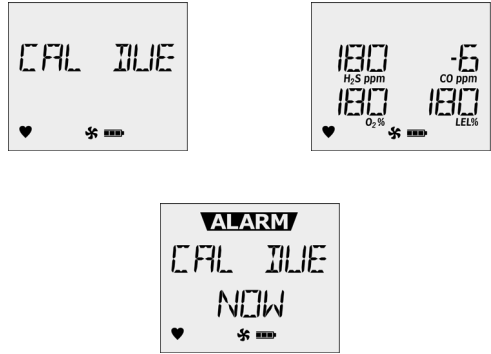 CAL DUE
180 -6
H₂S ppm CO ppm
180 180
O₂% LEL%
ALARM
CAL DUE
NOW